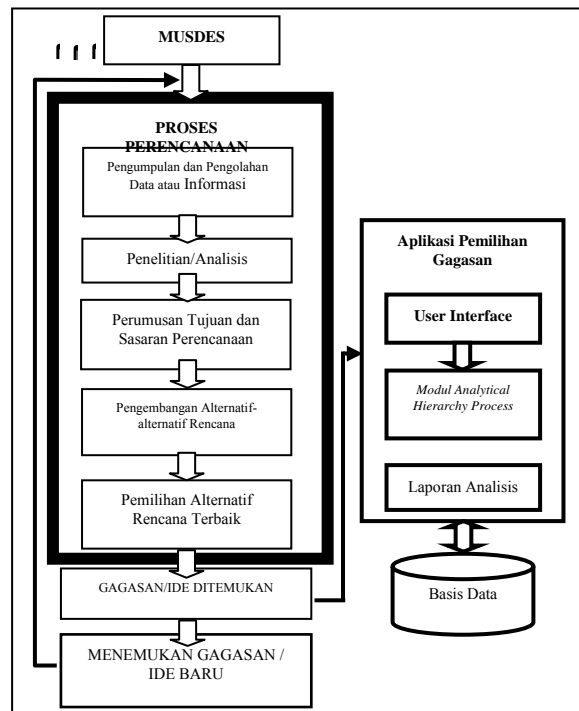 MUSDES
PROSES
PERENCANAAN
Pengumpulan dan Pengolahan
Data atau Informasi
Penelitian/Analisis
Perumusan Tujuan dan
Sasaran Perencanaan
Pengembangan Alternatif-
alternatif Rencana
Pemilihan Alternatif
Rencana Terbaik
GAGASAN/IDE DITEMUKAN
MENEMUKAN GAGASAN /
IDE BARU
Aplikasi Pemilihan
Gagasan
User Interface
Modul Analytical
Hierarchy Process
Laporan Analisis
Basis Data